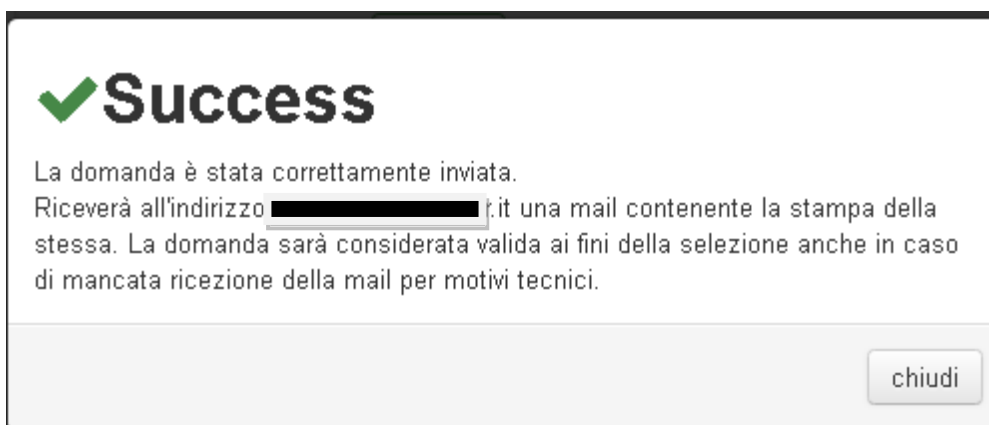 Success
La domanda è stata correttamente inviata.
Riceverà all'indirizzo .it una mail contenente la stampa della
stessa. La domanda sarà considerata valida ai fini della selezione anche in caso
di mancata ricezione della mail per motivi tecnici.
chiudi